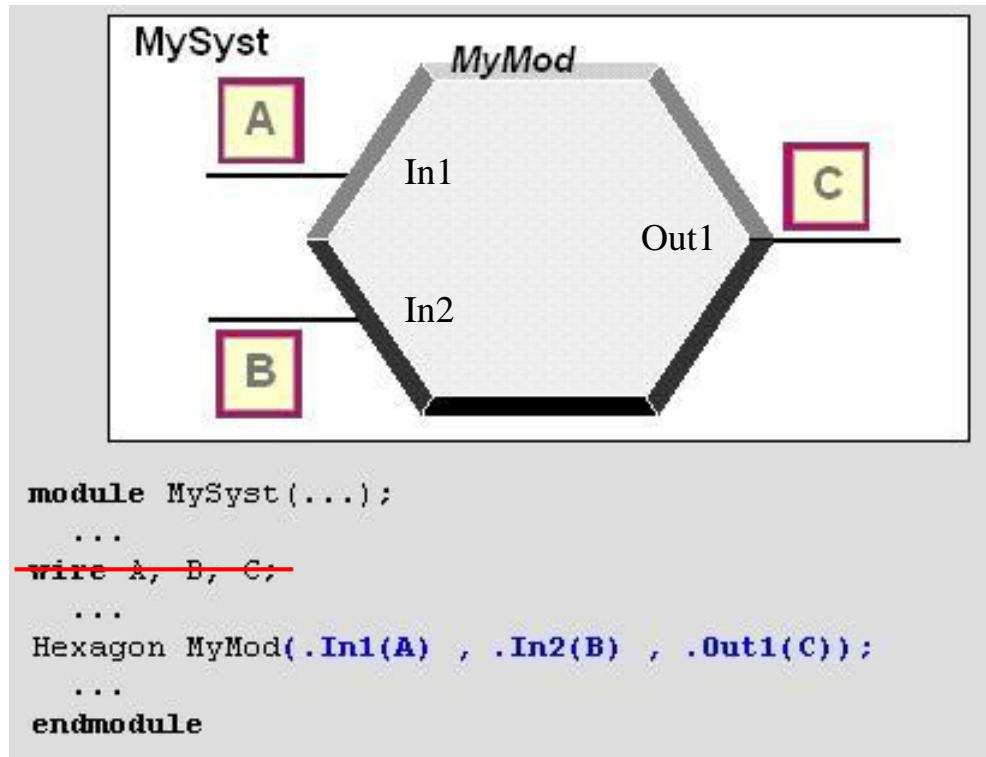 MySyst
MyMod
A
In1
C
Out1
In2
B
module MySyst(...);
...
wire A, B, C;
...
Hexagon MyMod(.In1(A) , .In2(B) , .Out1(C));
...
endmodule